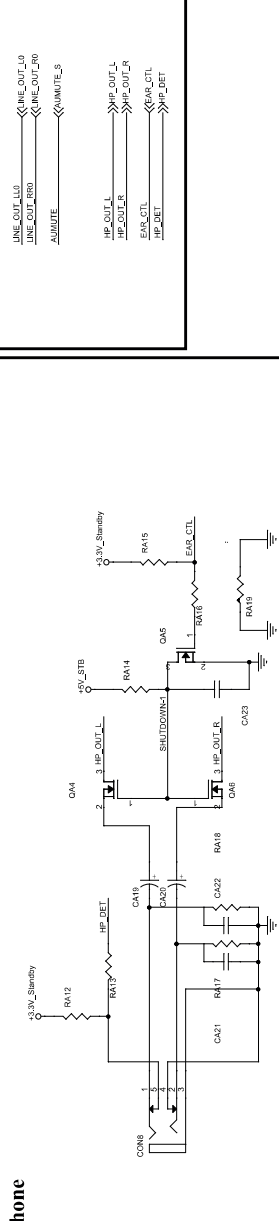 hone
+3.3V_Standby
RA12
HP_DET
RA13
CON8
1
5
4
2
3
CA19
+
CA20
+
CA21
RA17
CA22
RA18
QA4
HP_OUT_L
3
2
1
QA6
HP_OUT_R
3
2
1
+5V_STB
RA14
SHUTDOWN-1
CA23
QA5
1
2
+3.3V_Standby
RA15
RA16
EAR_CTL
RA19
LINE_OUT_LL0
LINE_OUT_L0
LINE_OUT_RR0
LINE_OUT_R0
AUMUTE
AUMUTE_S
HP_OUT_L
HP_OUT_L
HP_OUT_R
HP_OUT_R
EAR_CTL
EAR_CTL
HP_DET
HP_DET